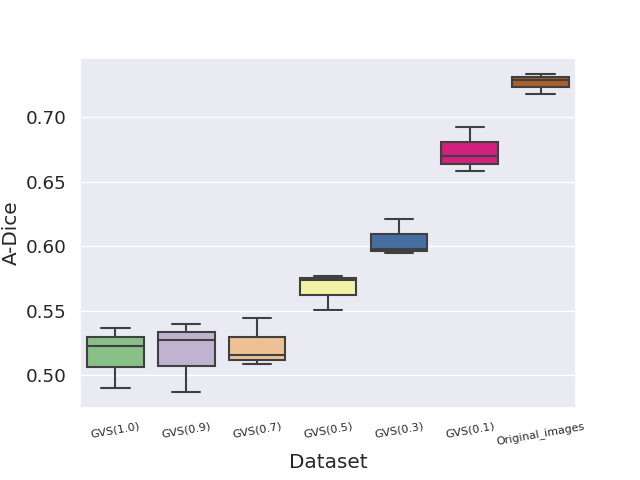 0.70
0.65
0.60
0.55
0.50
A-Dice
GVS(1.0) GVS(0.9) GVS(0.7) GVS(0.5) GVS(0.3) GVS(0.1) Original_images
Dataset